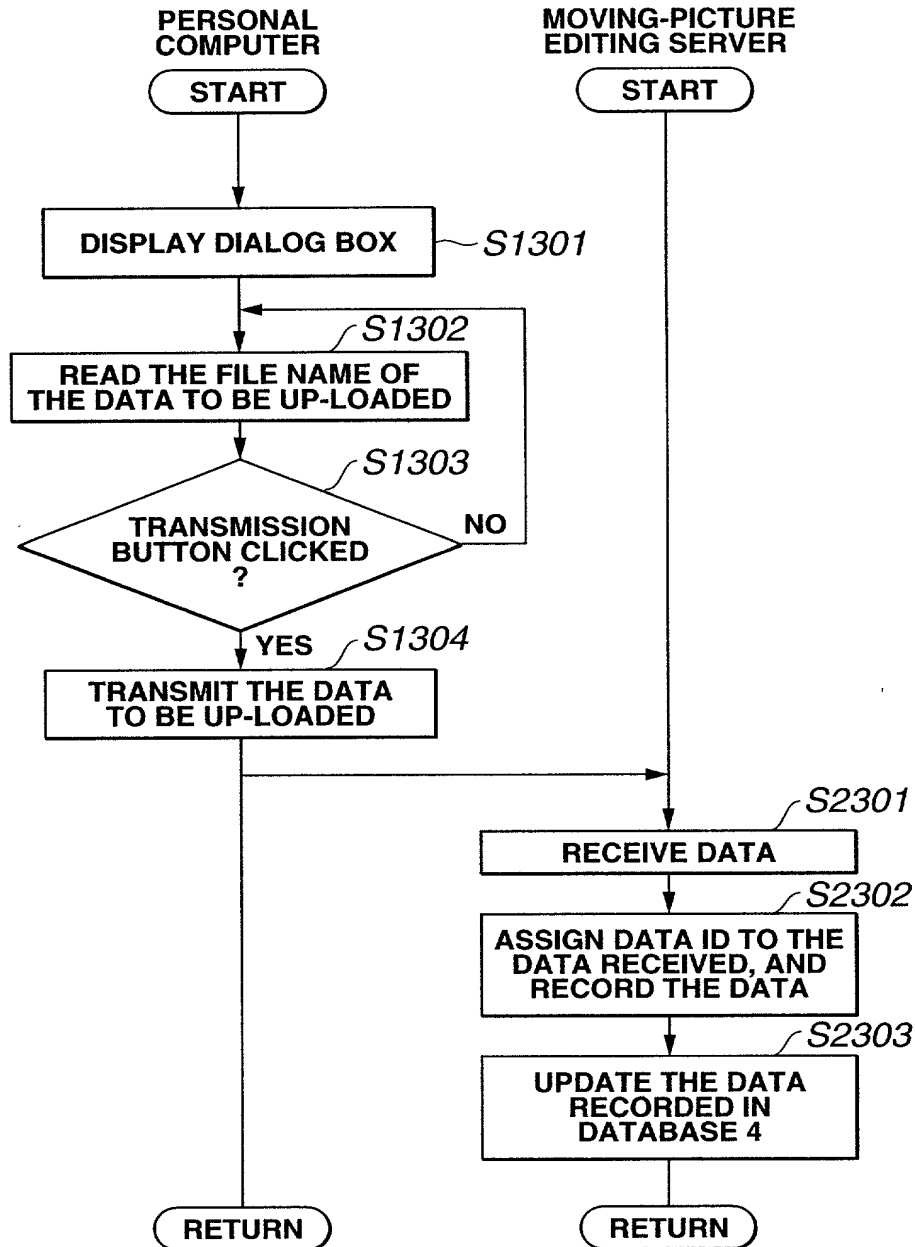 PERSONAL
COMPUTER
START
DISPLAY DIALOG BOX
S1301
S1302
READ THE FILE NAME OF
THE DATA TO BE UP-LOADED
S1303
TRANSMISSION
BUTTON CLICKED
?
NO
YES
S1304
TRANSMIT THE DATA
TO BE UP-LOADED
RETURN
MOVING-PICTURE
EDITING SERVER
START
S2301
RECEIVE DATA
S2302
ASSIGN DATA ID TO THE
DATA RECEIVED, AND
RECORD THE DATA
S2303
UPDATE THE DATA
RECORDED IN
DATABASE 4
RETURN